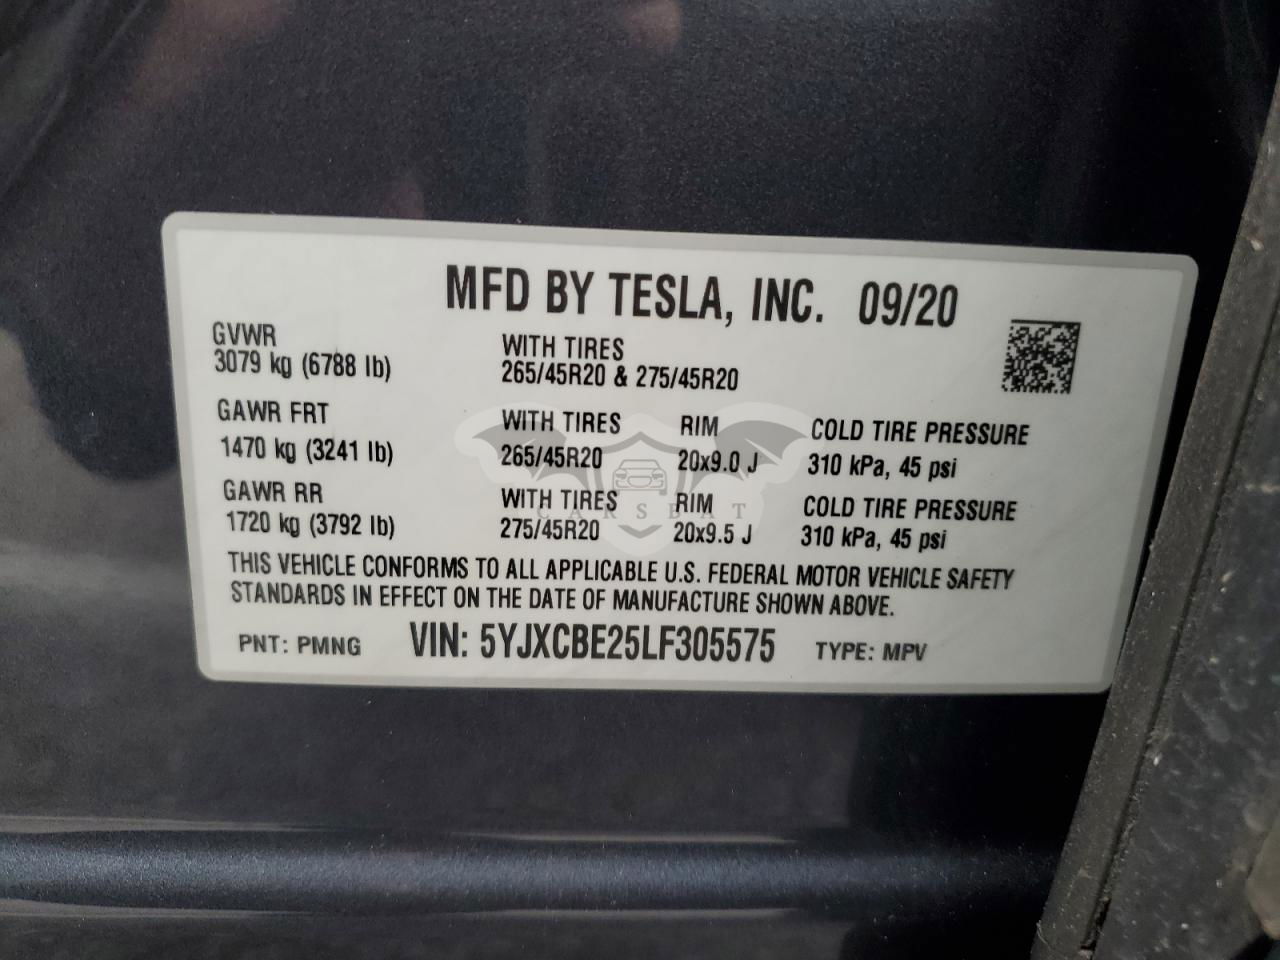 MFD BY TESLA, INC. 09/20
GVWR
3079 kg (6788 lb)
WITH TIRES
265/45R20 & 275/45R20
GAWR FRT
1470 kg (3241 lb)
WITH TIRES
265/45R20
RIM
20x9.0 J
COLD TIRE PRESSURE
310 kPa, 45 psi
GAWR RR
1720 kg (3792 lb)
WITH TIRES
275/45R20
RIM
20x9.5 J
COLD TIRE PRESSURE
310 kPa, 45 psi
CARSBAT
THIS VEHICLE CONFORMS TO ALL APPLICABLE U.S. FEDERAL MOTOR VEHICLE SAFETY
STANDARDS IN EFFECT ON THE DATE OF MANUFACTURE SHOWN ABOVE.
PNT: PMNG VIN: 5YJXCBE25LF305575 TYPE: MPV